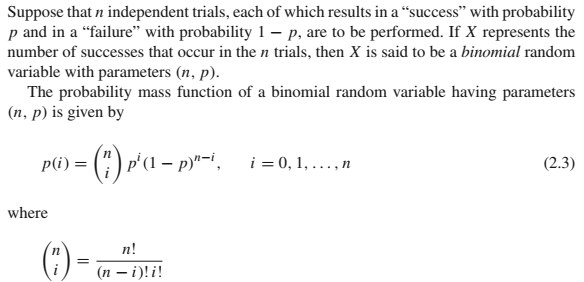 Suppose that n independent trials, each of which results in a “success” with probability
p and in a “failure” with probability 1 − p, are to be performed. If X represents the
number of successes that occur in the n trials, then X is said to be a binomial random
variable with parameters (n, p).
The probability mass function of a binomial random variable having parameters
(n, p) is given by
p(i) = \binom{n}{i} p^i (1 − p)^{n−i}, i = 0, 1, . . . , n (2.3)
where
\binom{n}{i} = \frac{n!}{(n − i)! i!}